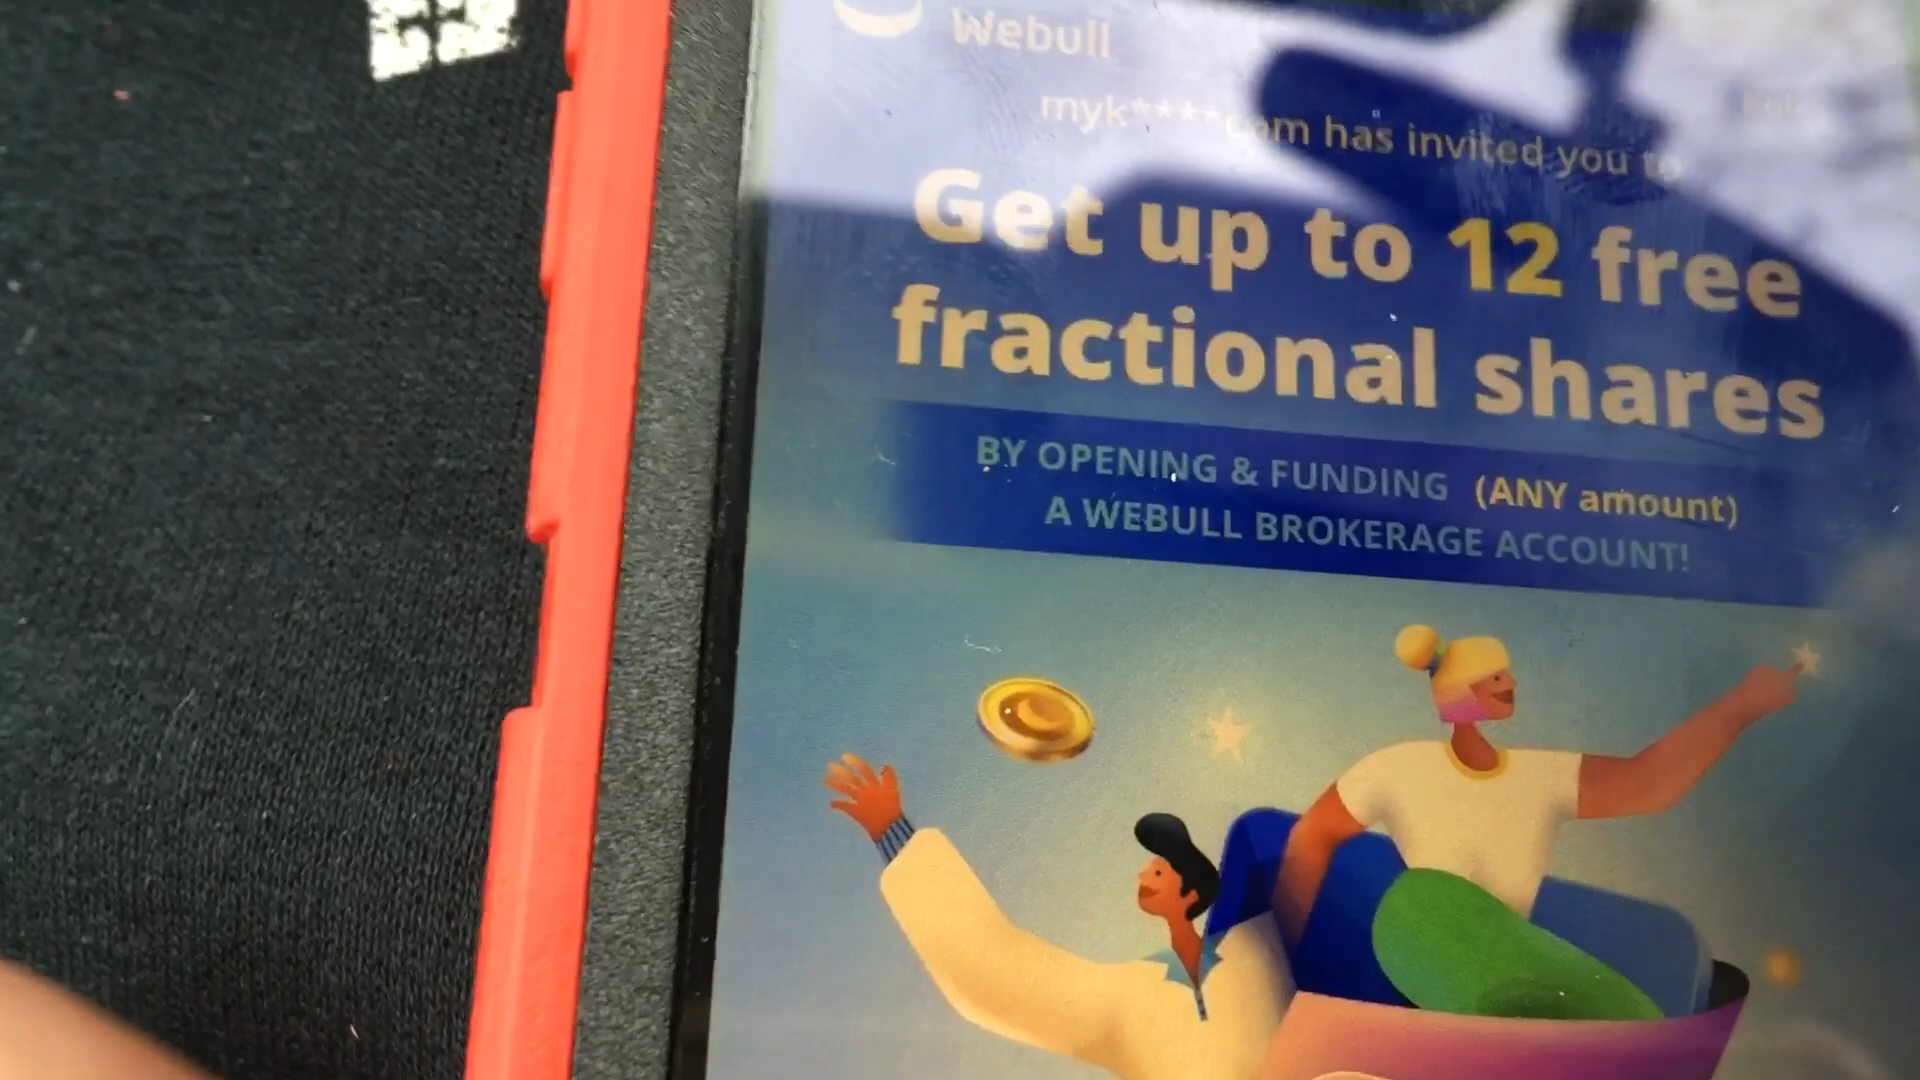 Webull
myk****com has invited you to
Get up to 12 free
fractional shares
BY OPENING & FUNDING (ANY amount)
A WEBULL BROKERAGE ACCOUNT!